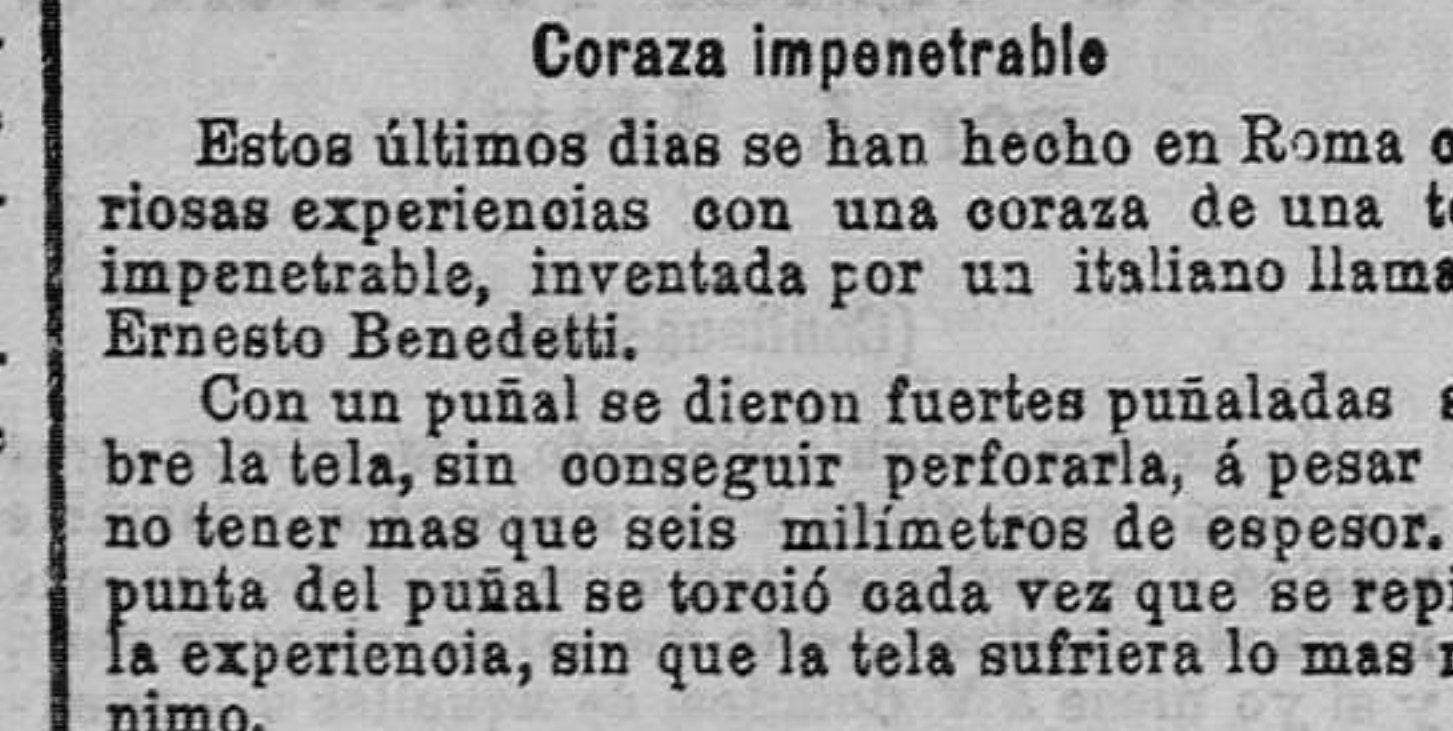 Coraza impenetrable
Estos últimos dias se han hecho en Roma
riosas experiencias con una coraza de una
impenetrable, inventada por un italiano llama
Ernesto Benedetti.
Con un puñal se dieron fuertes puñaladas
bre la tela, sin conseguir perforarla, á pesar
no tener mas que seis milímetros de espesor.
punta del puñal se torció cada vez que se repi
la experiencia, sin que la tela sufriera lo mas
nimo.